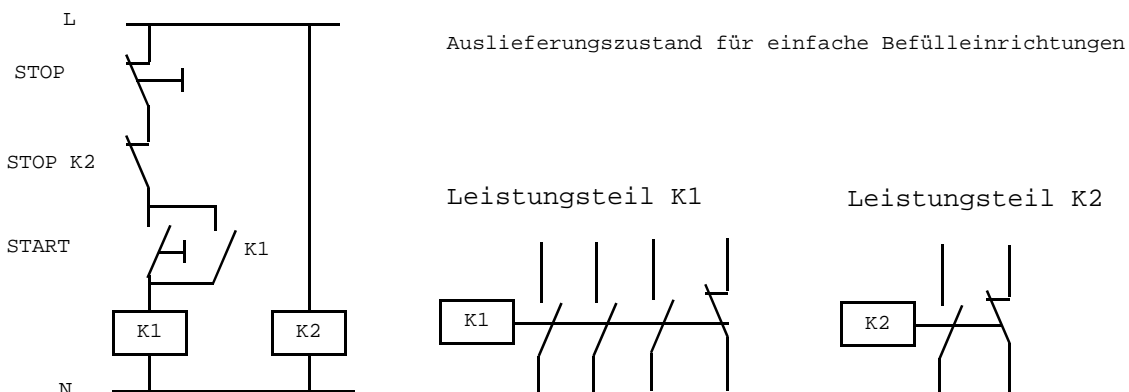 L
Auslieferungszustand für einfache Befülleinrichtungen
STOP
STOP K2
Leistungsteil K1
Leistungsteil K2
START
K1
K1
K2
K1
K2
N